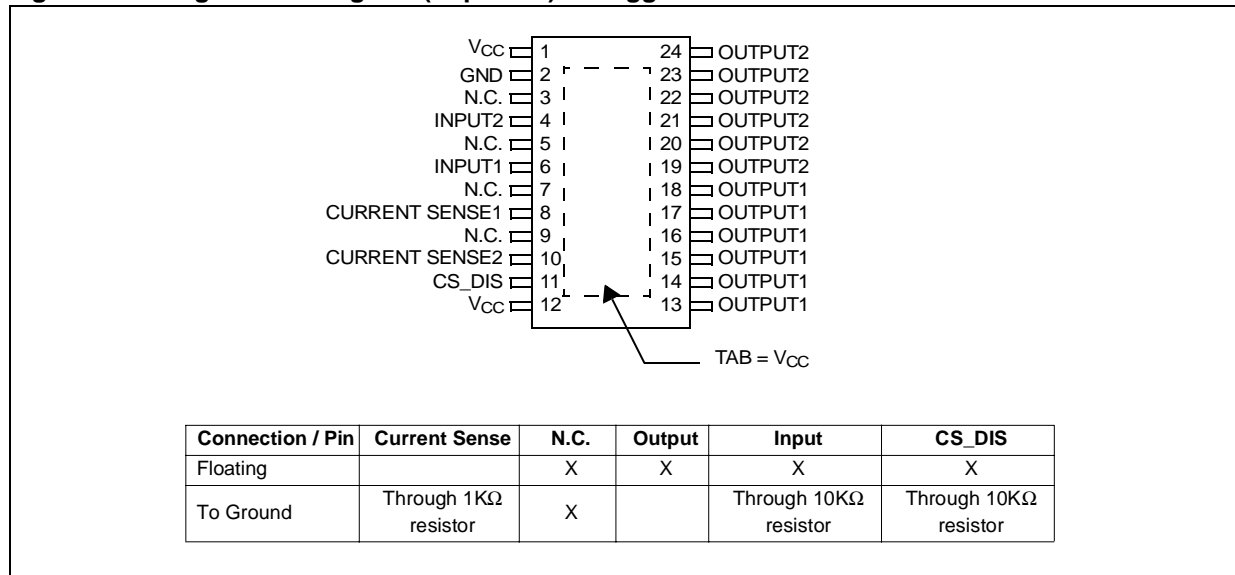 VCC 1 24 OUTPUT2
GND 2 23 OUTPUT2
N.C. 3 22 OUTPUT2
INPUT2 4 21 OUTPUT2
N.C. 5 20 OUTPUT2
INPUT1 6 19 OUTPUT2
N.C. 7 18 OUTPUT1
CURRENT SENSE1 8 17 OUTPUT1
N.C. 9 16 OUTPUT1
CURRENT SENSE2 10 15 OUTPUT1
CS_DIS 11 14 OUTPUT1
VCC 12 13 OUTPUT1
TAB = VCC
Connection / Pin Current Sense N.C. Output Input CS_DIS
Floating X X X X
To Ground Through 1KΩ resistor X Through 10KΩ resistor Through 10KΩ resistor